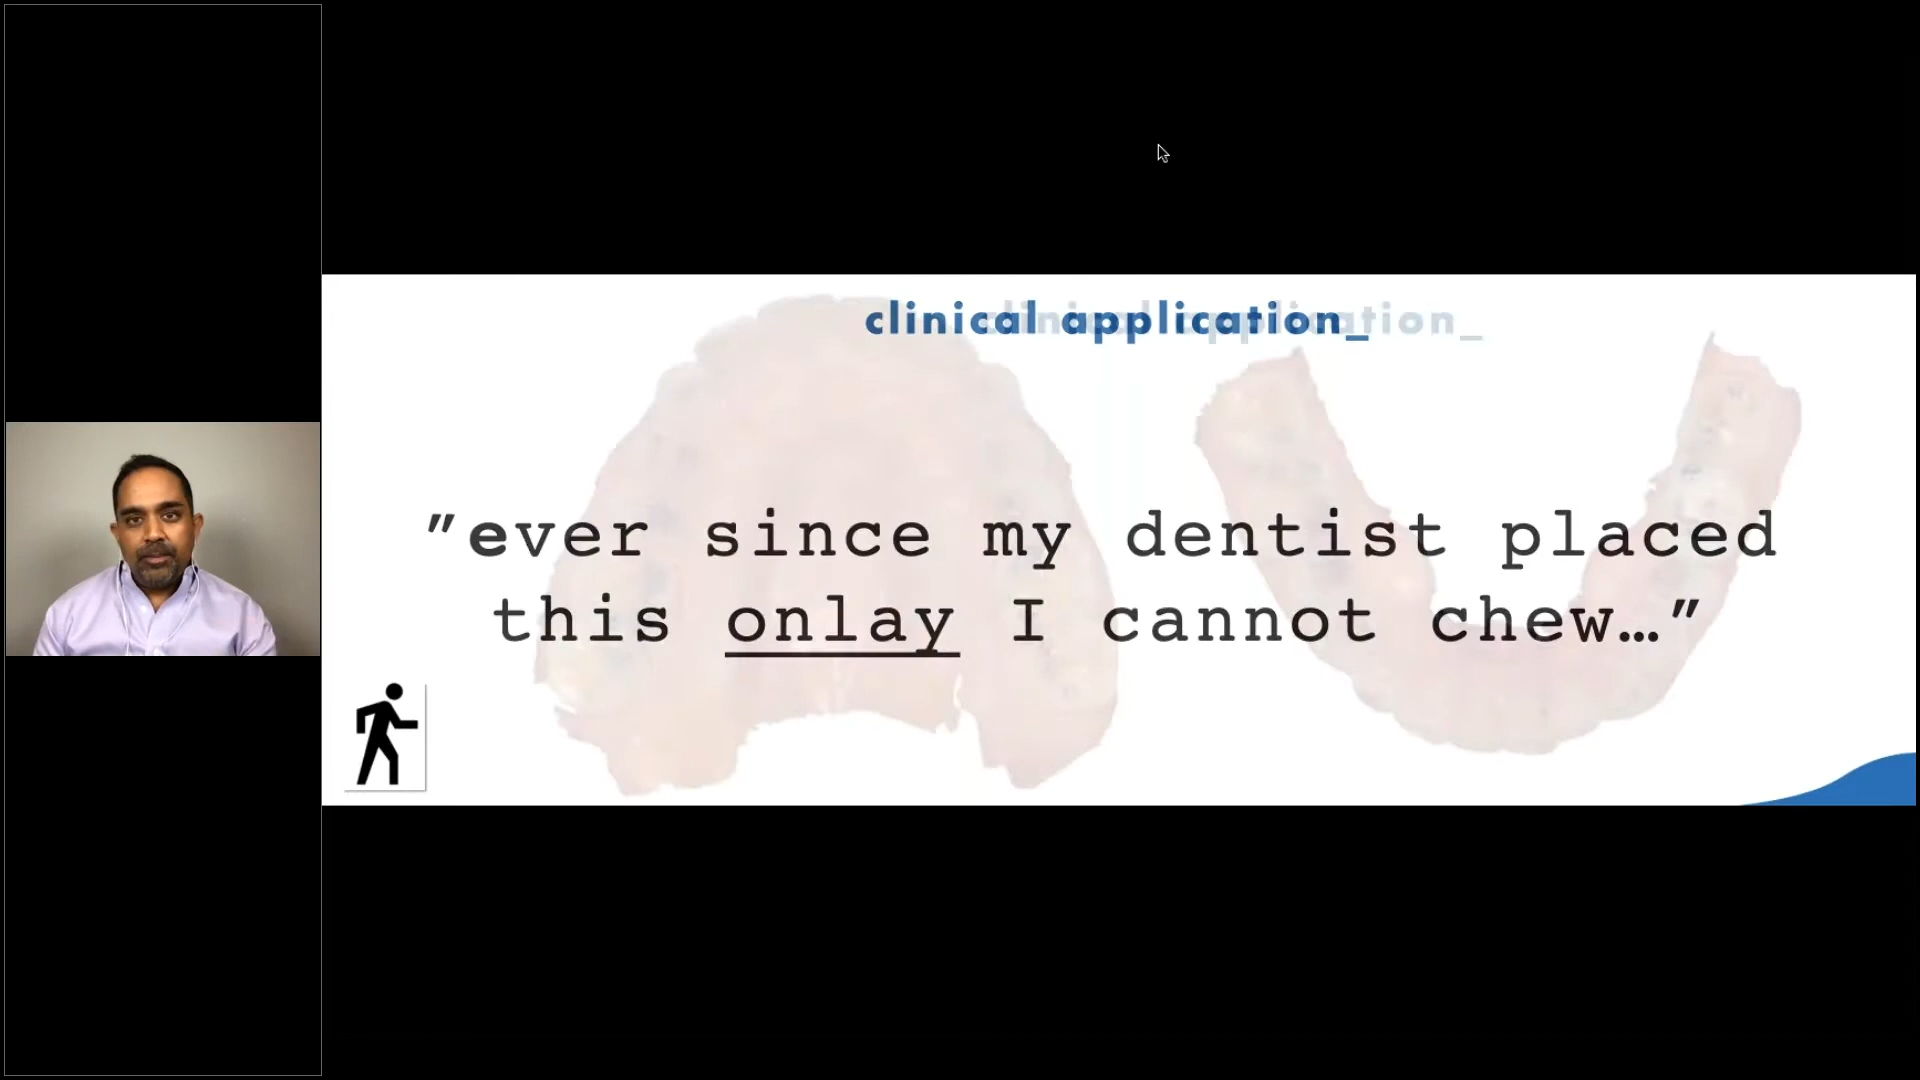 clinical application_
"ever since my dentist placed
this onlay I cannot chew…"